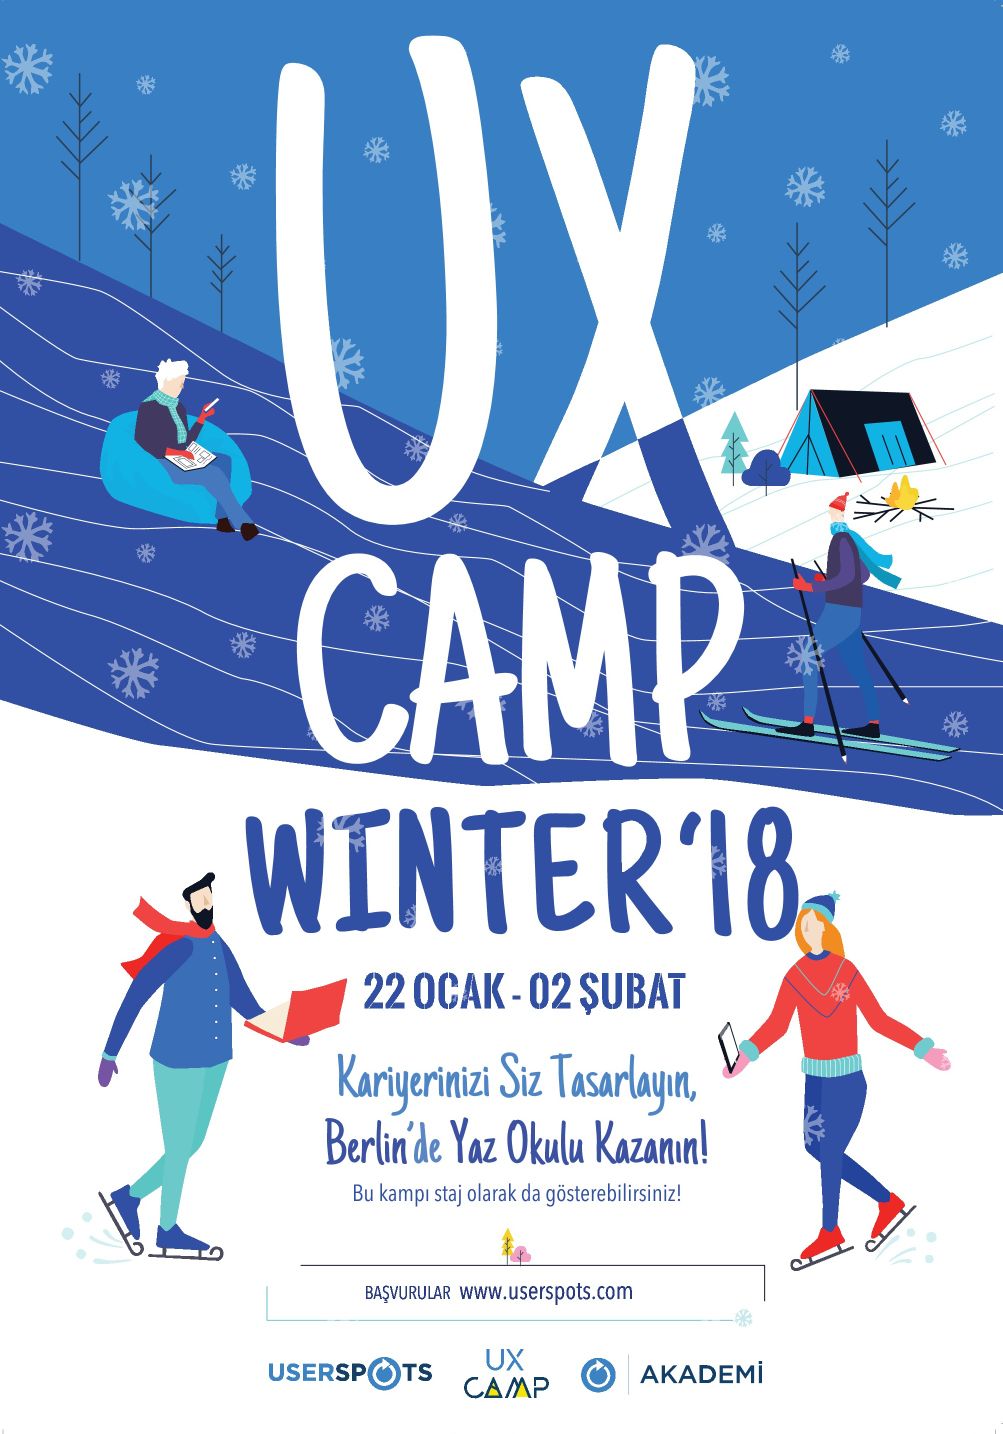 UX
CAMP
WINTER'18
22 OCAK - 02 ŞUBAT
Kariyerinizi Siz Tasarlayın,
Berlin'de Yaz Okulu Kazanın!
Bu kampı staj olarak da gösterebilirsiniz!
BAŞVURULAR www.userspots.com
USERSPOTS
UX
CAMP
AKADEMİ